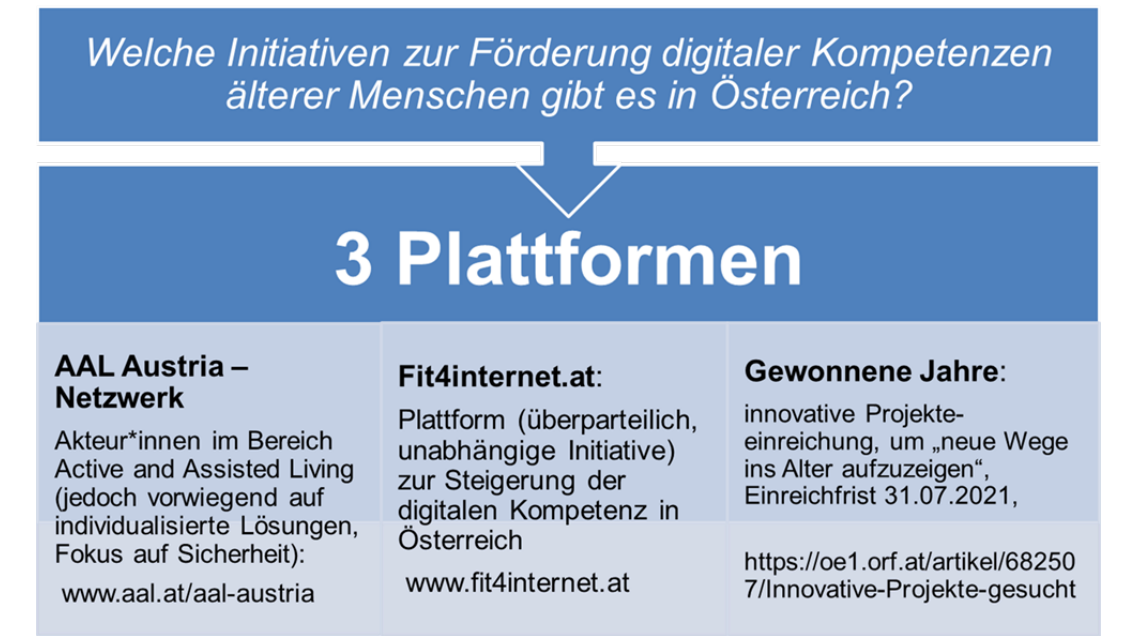 Welche Initiativen zur Förderung digitaler Kompetenzen
älterer Menschen gibt es in Österreich?
3 Plattformen
AAL Austria –
Netzwerk
Akteur*innen im Bereich
Active and Assisted Living
(jedoch vorwiegend auf
individualisierte Lösungen,
Fokus auf Sicherheit):
www.aal.at/aal-austria
Fit4internet.at:
Plattform (überparteilich,
unabhängige Initiative)
zur Steigerung der
digitalen Kompetenz in
Österreich
www.fit4internet.at
Gewonnene Jahre:
innovative Projekte-
einreichung, um „neue Wege
ins Alter aufzuzeigen“,
Einreichfrist 31.07.2021,
https://oe1.orf.at/artikel/68250
7/Innovative-Projekte-gesucht